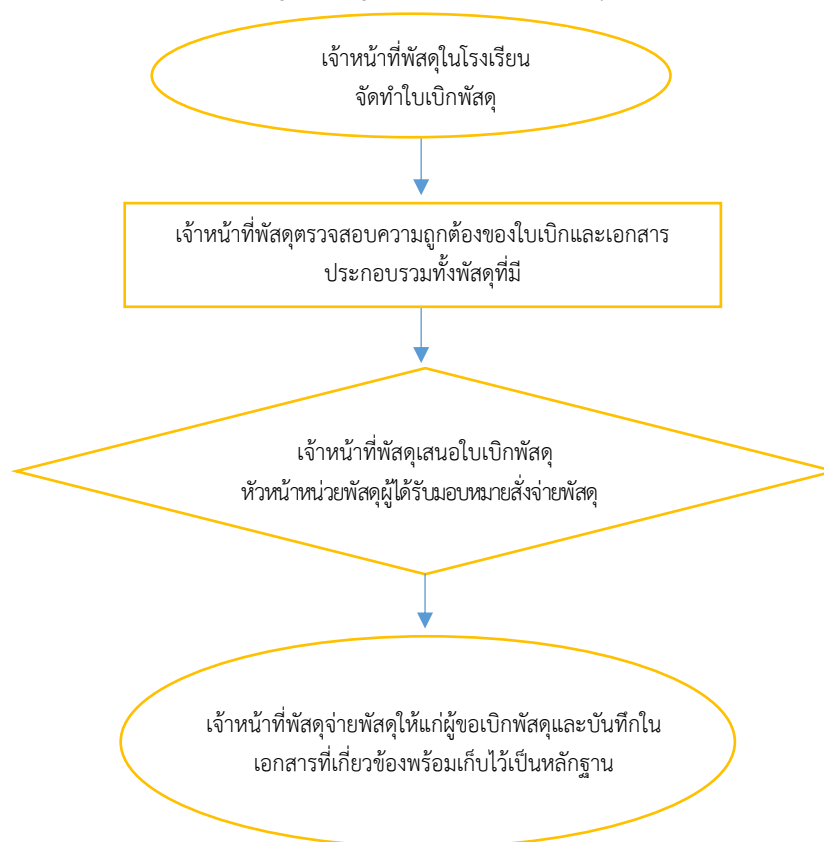 เจ้าหน้าที่พัสดุในโรงเรียน
จัดทำใบเบิกพัสดุ
เจ้าหน้าที่พัสดุตรวจสอบความถูกต้องของใบเบิกและเอกสาร
ประกอบรวมทั้งพัสดุที่มี
เจ้าหน้าที่พัสดุเสนอใบเบิกพัสดุ
หัวหน้าหน่วยพัสดุผู้ได้รับมอบหมายสั่งจ่ายพัสดุ
เจ้าหน้าที่พัสดุจ่ายพัสดุให้แก่ผู้ขอเบิกพัสดุและบันทึกใน
เอกสารที่เกี่ยวข้องพร้อมเก็บไว้เป็นหลักฐาน